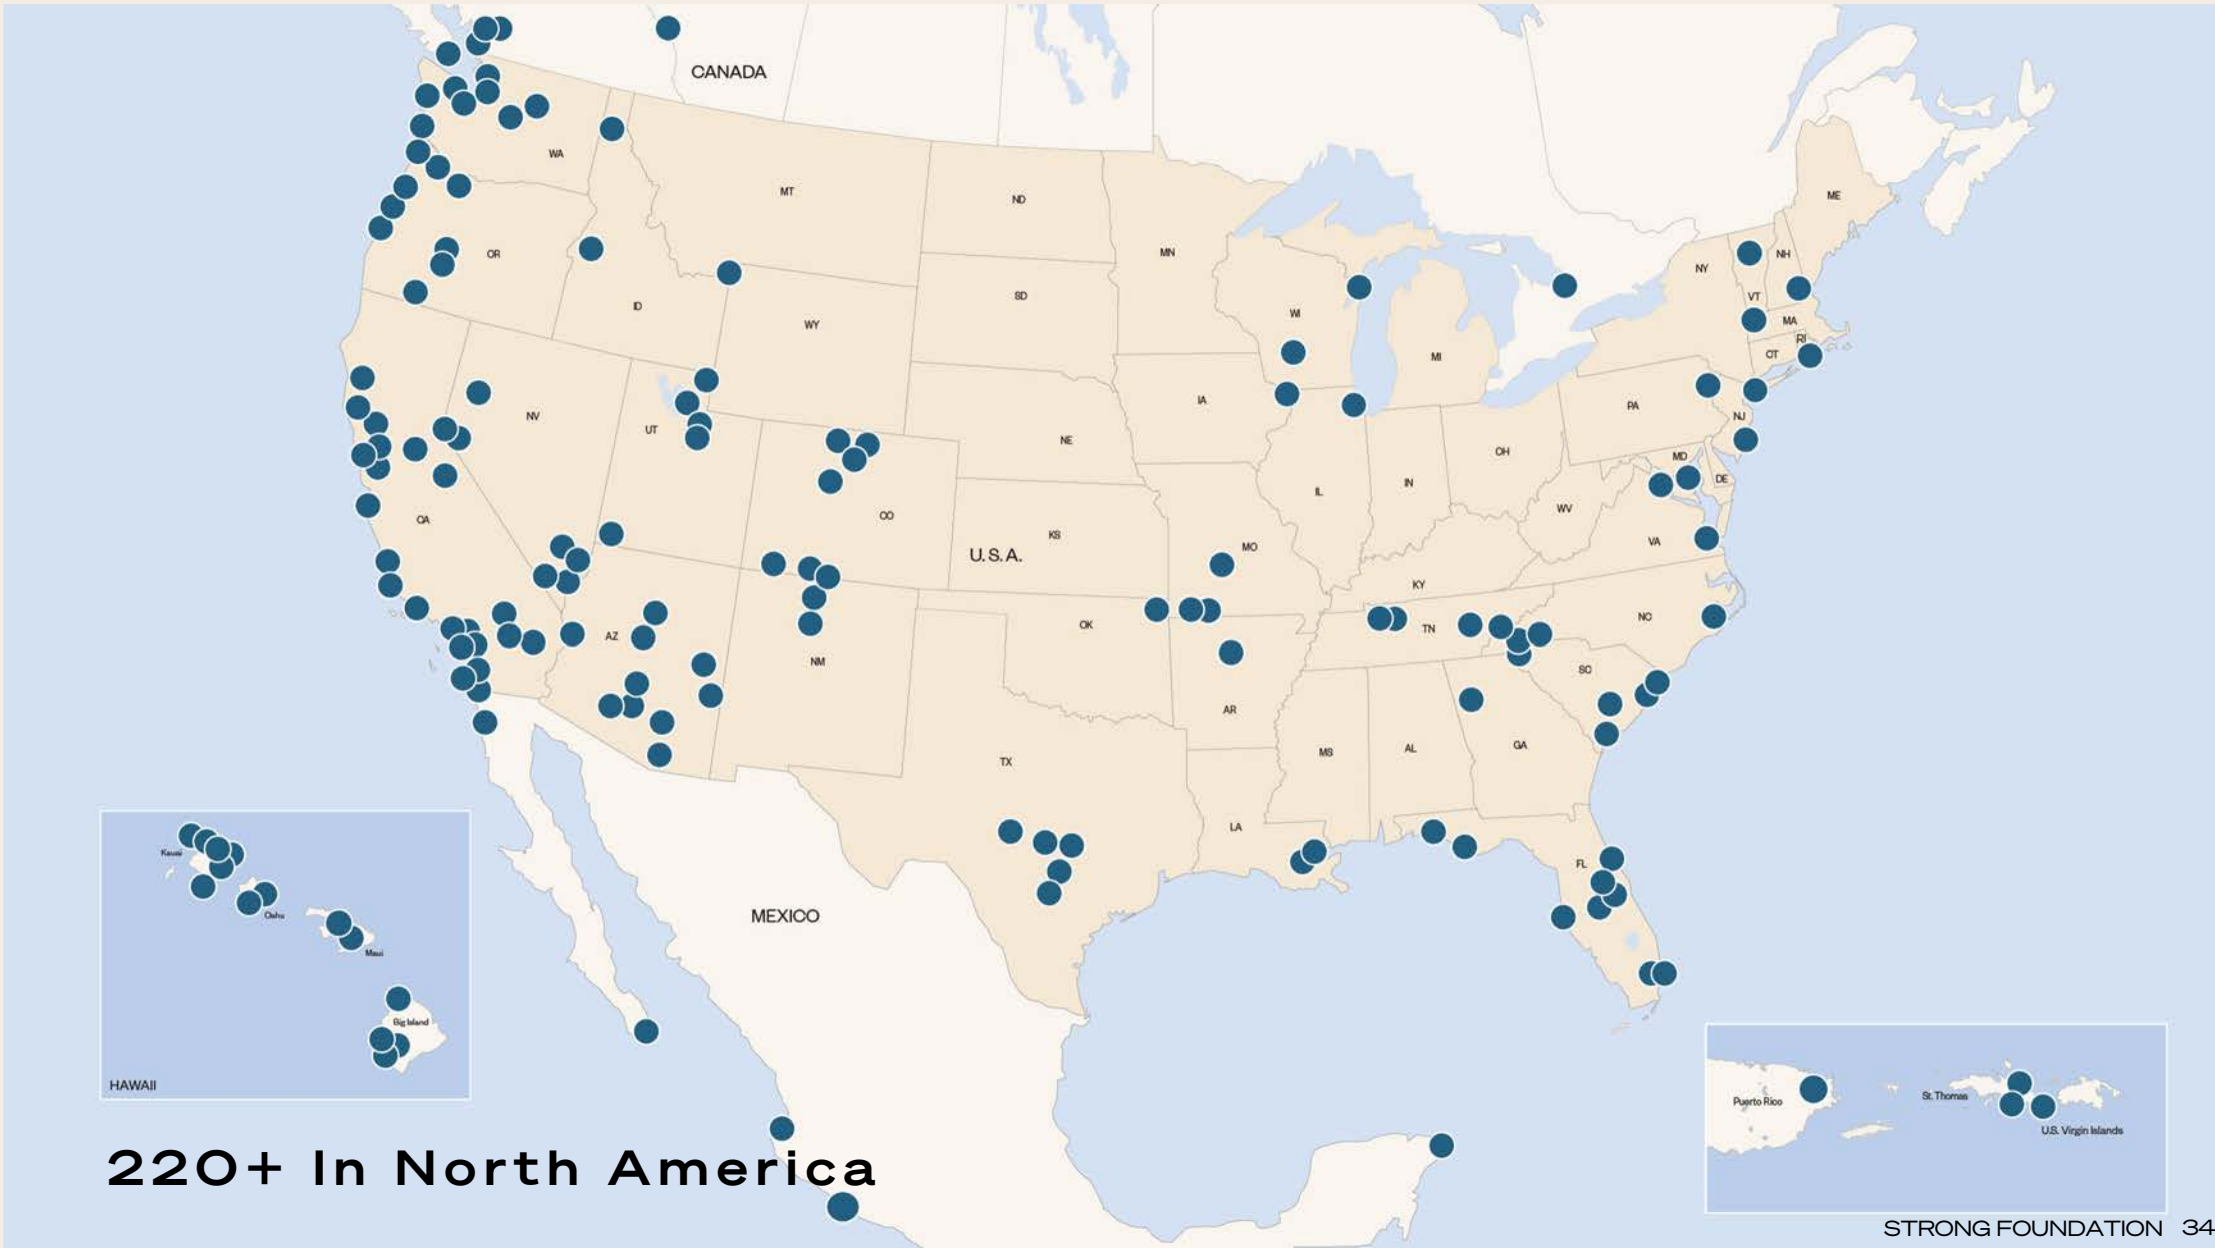 CANADA
WA
MT
ND
MN
ME
OR
ID
SD
WI
NY
VT
NH
MA
RI
CT
WY
MI
NV
UT
NE
IA
PA
NJ
OH
MD
DE
CA
CO
KS
U.S.A.
MO
IL
IN
WV
VA
KY
AZ
NM
OK
TN
NC
SC
AR
TX
MS
AL
GA
LA
FL
MEXICO
Kauai
Oahu
Maui
Big Island
HAWAII
Puerto Rico
St. Thomas
U.S. Virgin Islands
220+ In North America
STRONG FOUNDATION 34